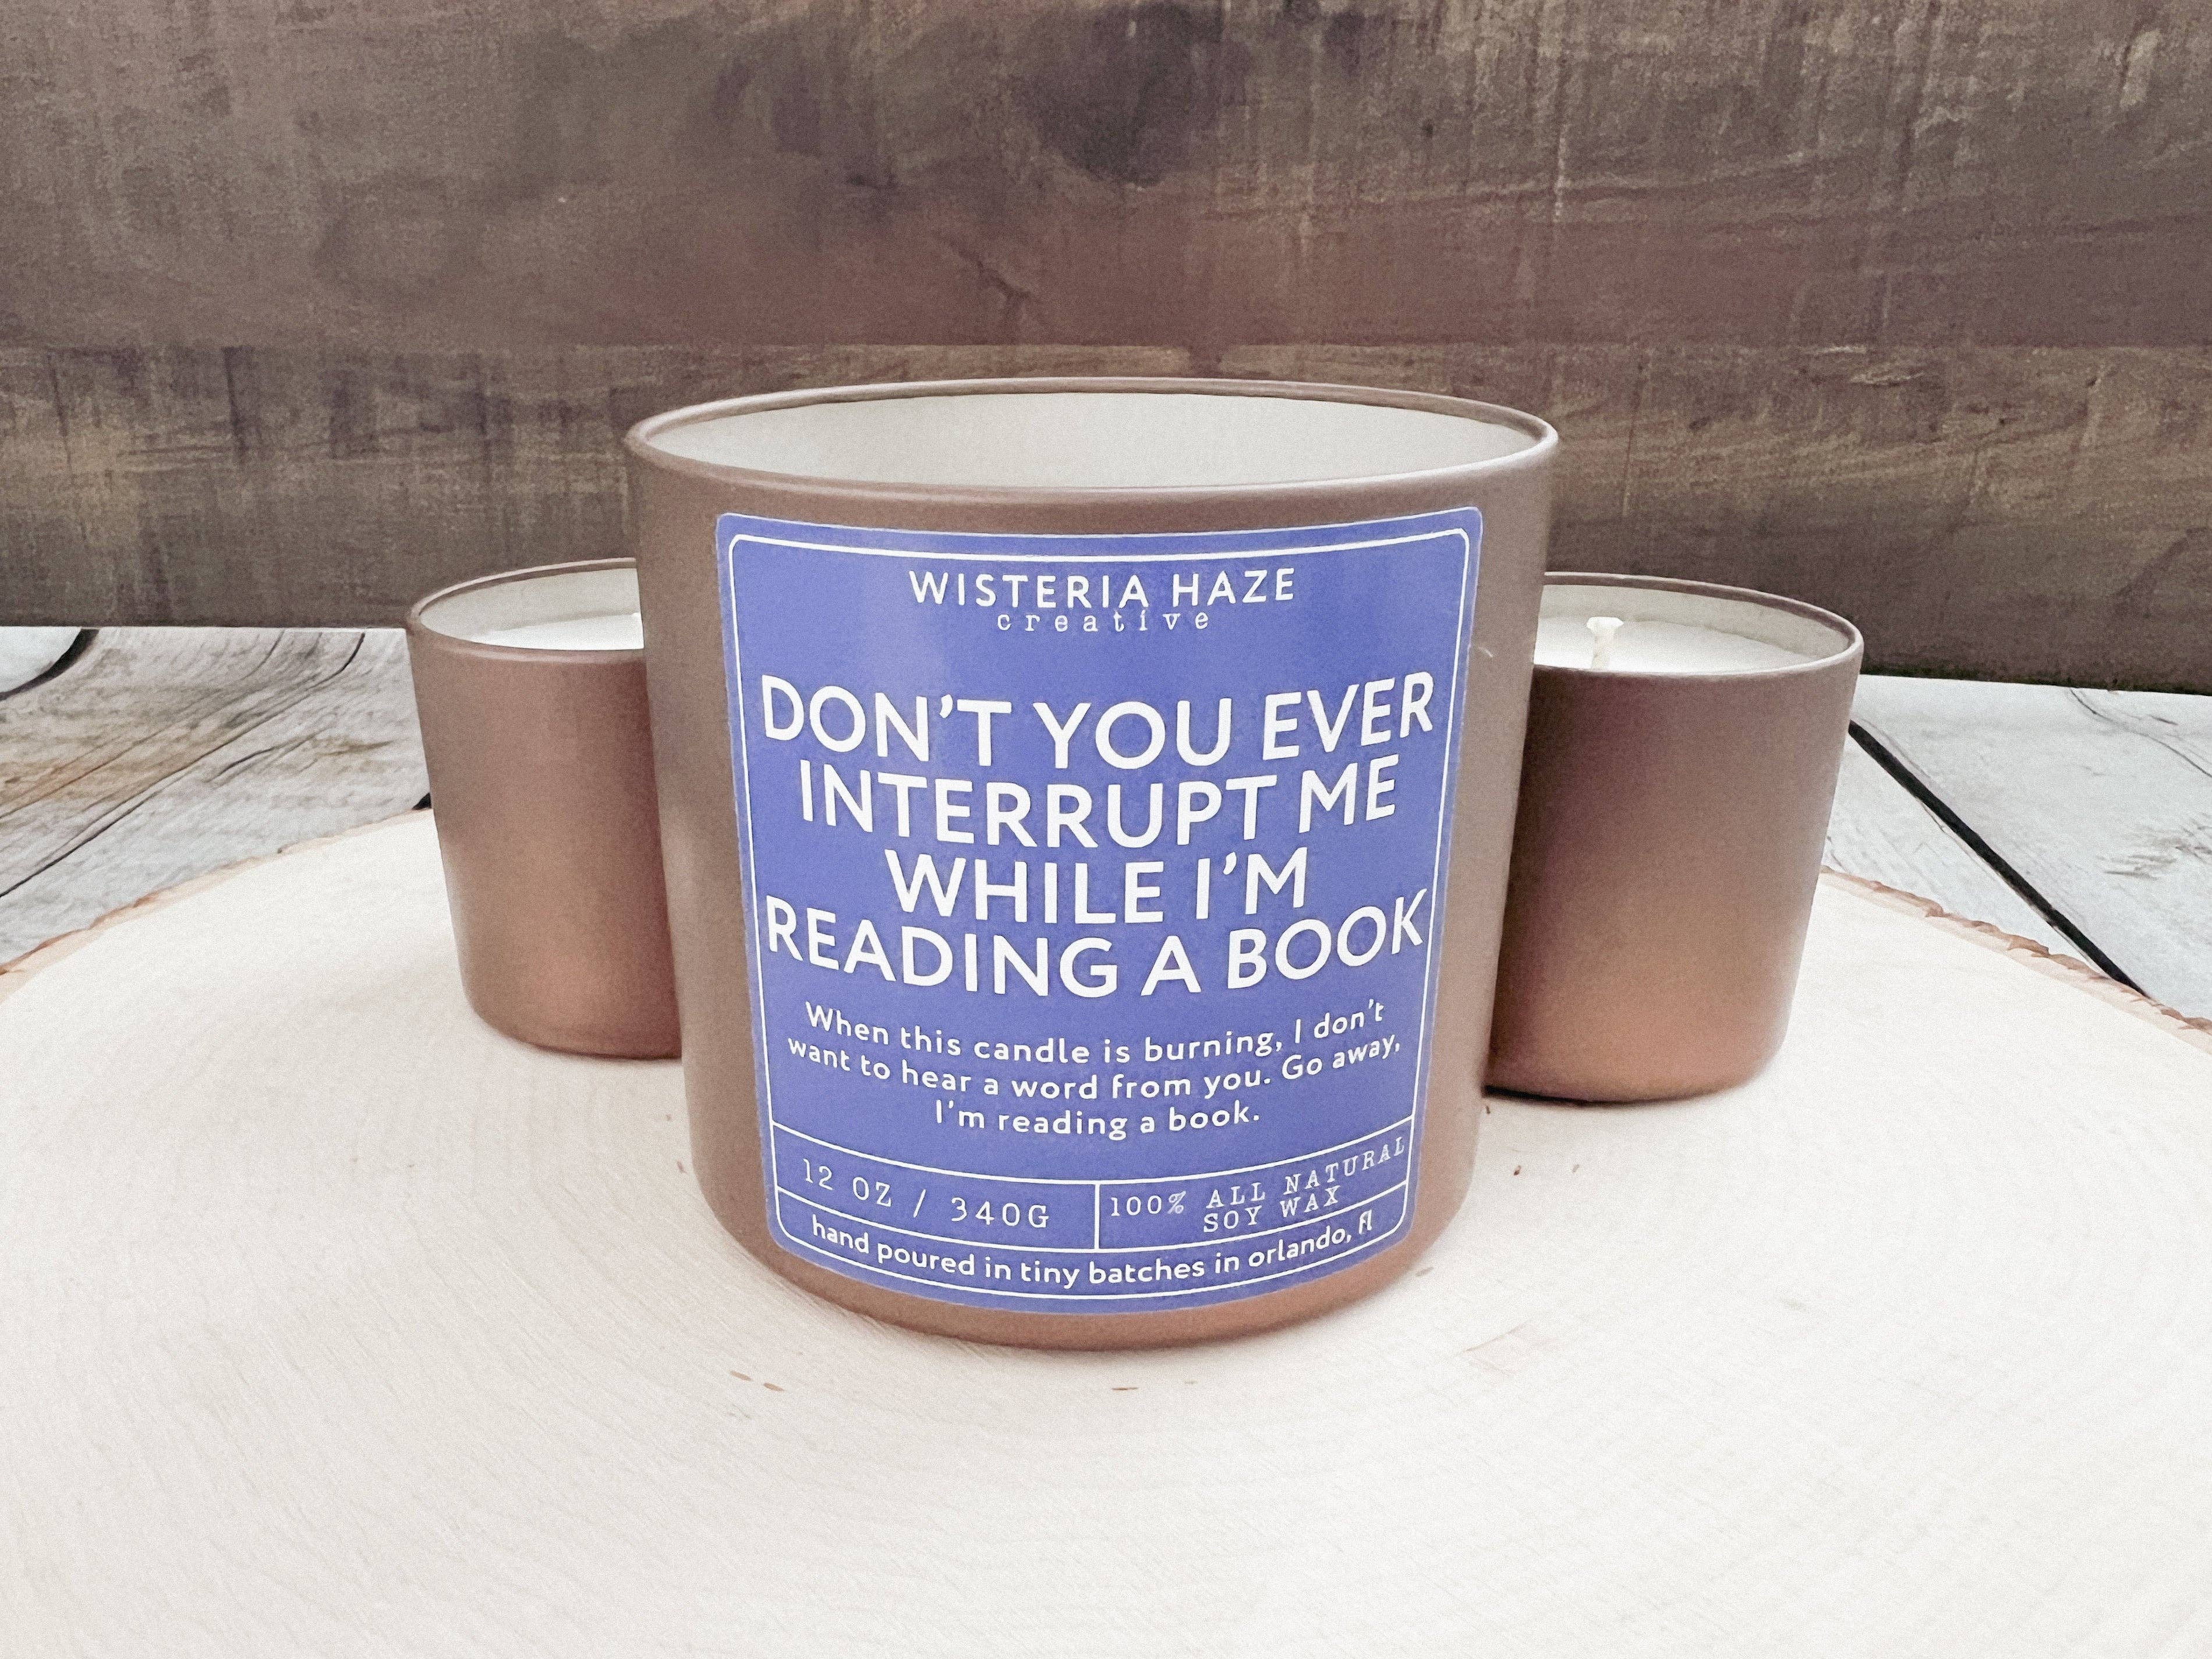 WISTERIA HAZE
creative
DON'T YOU EVER
INTERRUPT ME
WHILE I'M
READING A BOOK
When this candle is burning, I don't
want to hear a word from you. Go away,
I'm reading a book.
12 OZ / 340G
100% ALL NATURAL
SOY WAX
hand poured in tiny batches in orlando, fl